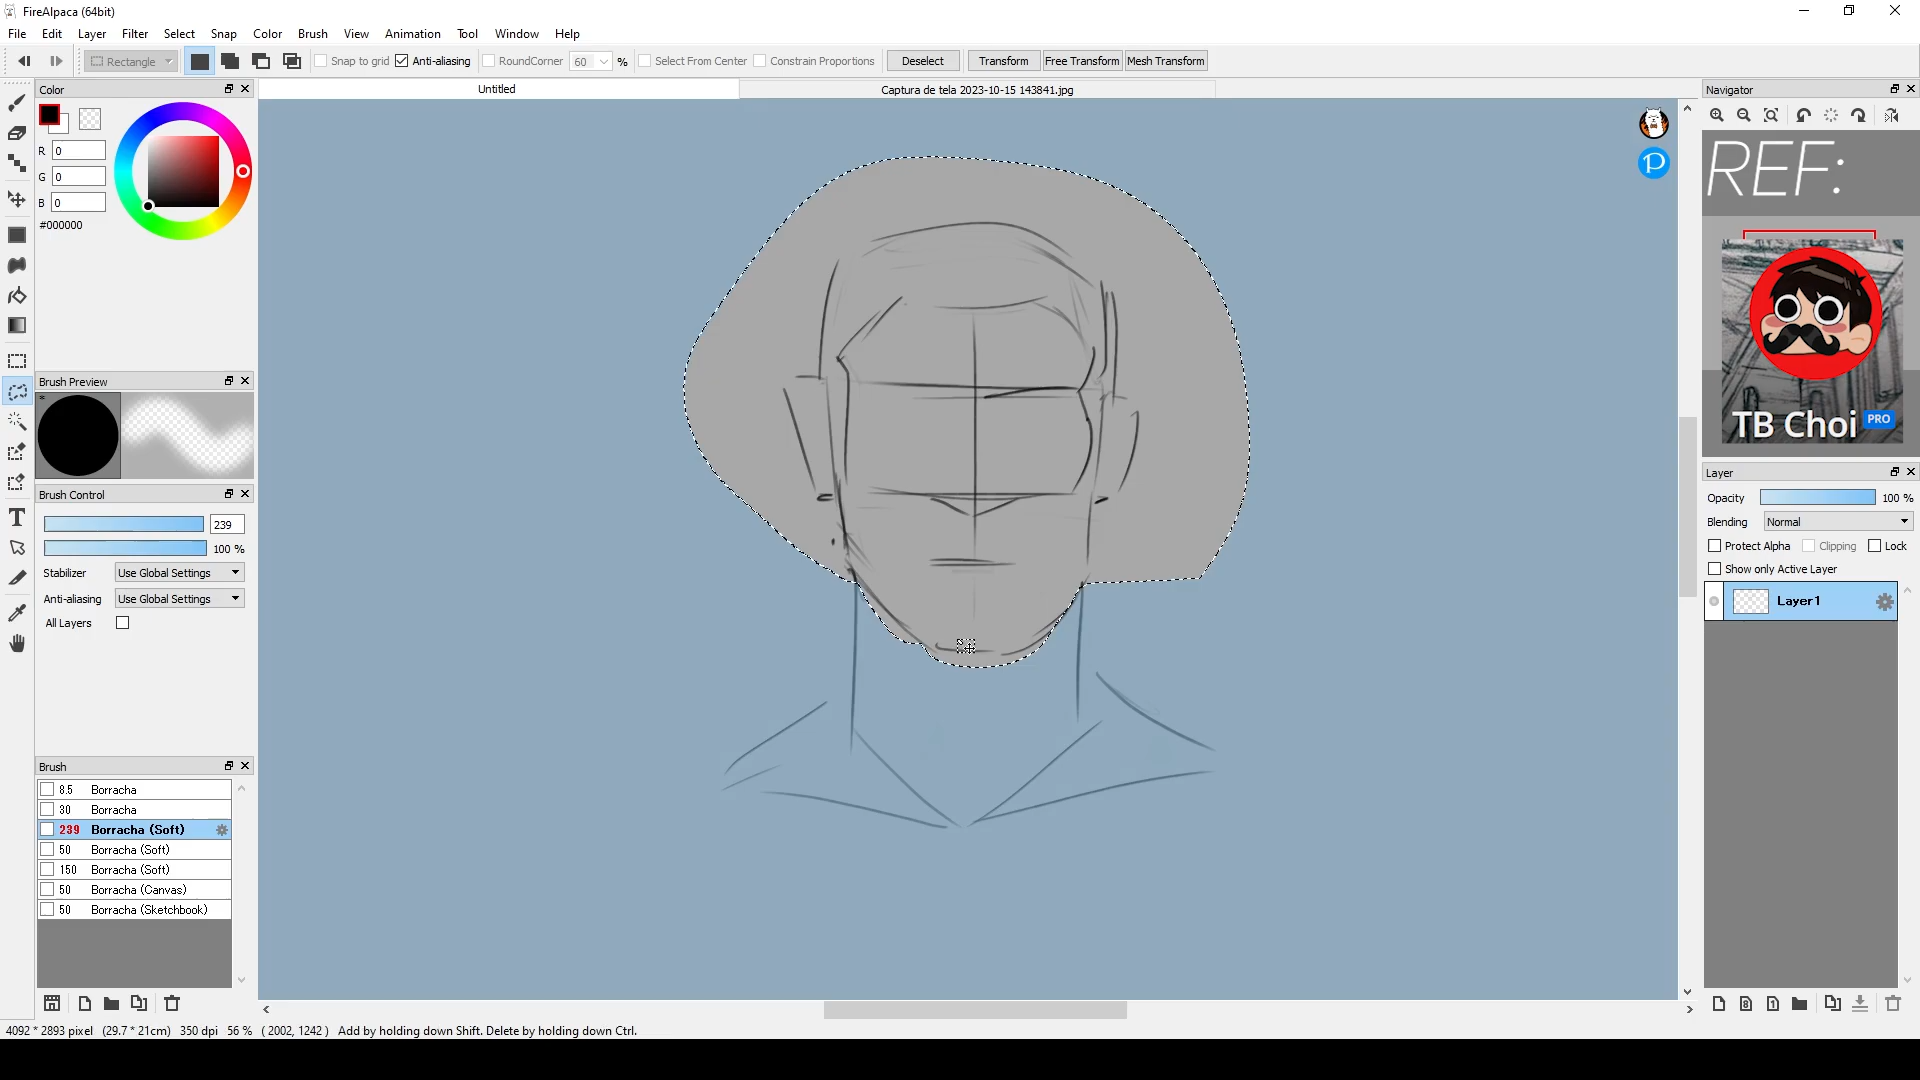 FireAlpaca (64bit)
File Edit Layer Filter Select Snap Color Brush View Animation Tool Window Help
Rectangle Snap to grid Anti-aliasing RoundCorner 60 % Select From Center Constrain Proportions Deselect Transform Free Transform Mesh Transform
Color
R 0
G 0
B 0
#000000
Brush Preview
*
Brush Control
239
100 %
Stabilizer Use Global Settings
Anti-aliasing Use Global Settings
All Layers
Brush
8.5 Borracha
30 Borracha
239 Borracha (Soft)
50 Borracha (Soft)
150 Borracha (Soft)
50 Borracha (Canvas)
50 Borracha (Sketchbook)
Untitled
Captura de tela 2023-10-15 143841.jpg
P
Navigator
REF:
TB Choi PRO
Layer
Opacity 100 %
Blending Normal
Protect Alpha Clipping Lock
Show only Active Layer
Layer1
8 1
4092 * 2893 pixel (29.7 * 21cm) 350 dpi 56 % ( 2002, 1242 ) Add by holding down Shift. Delete by holding down Ctrl.